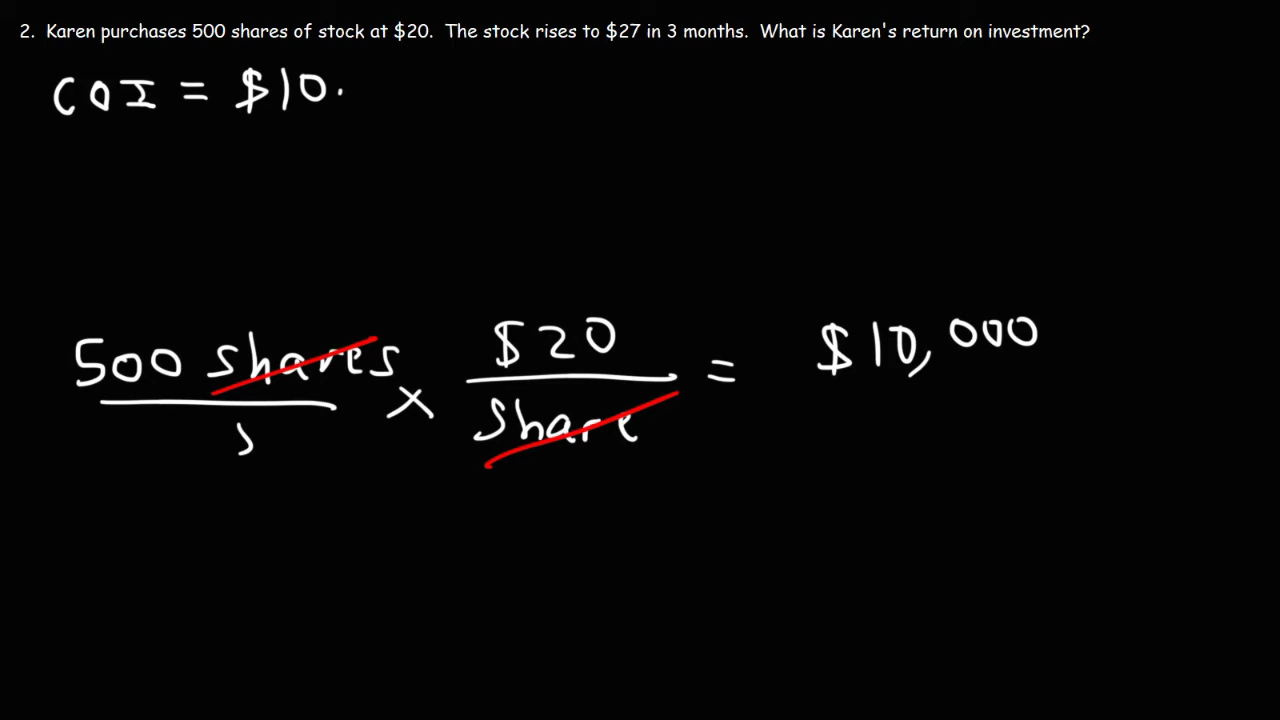 2. Karen purchases 500 shares of stock at $20. The stock rises to $27 in 3 months. What is Karen's return on investment?
COI = $10.
500 shares × $20 = $10,000
1 share